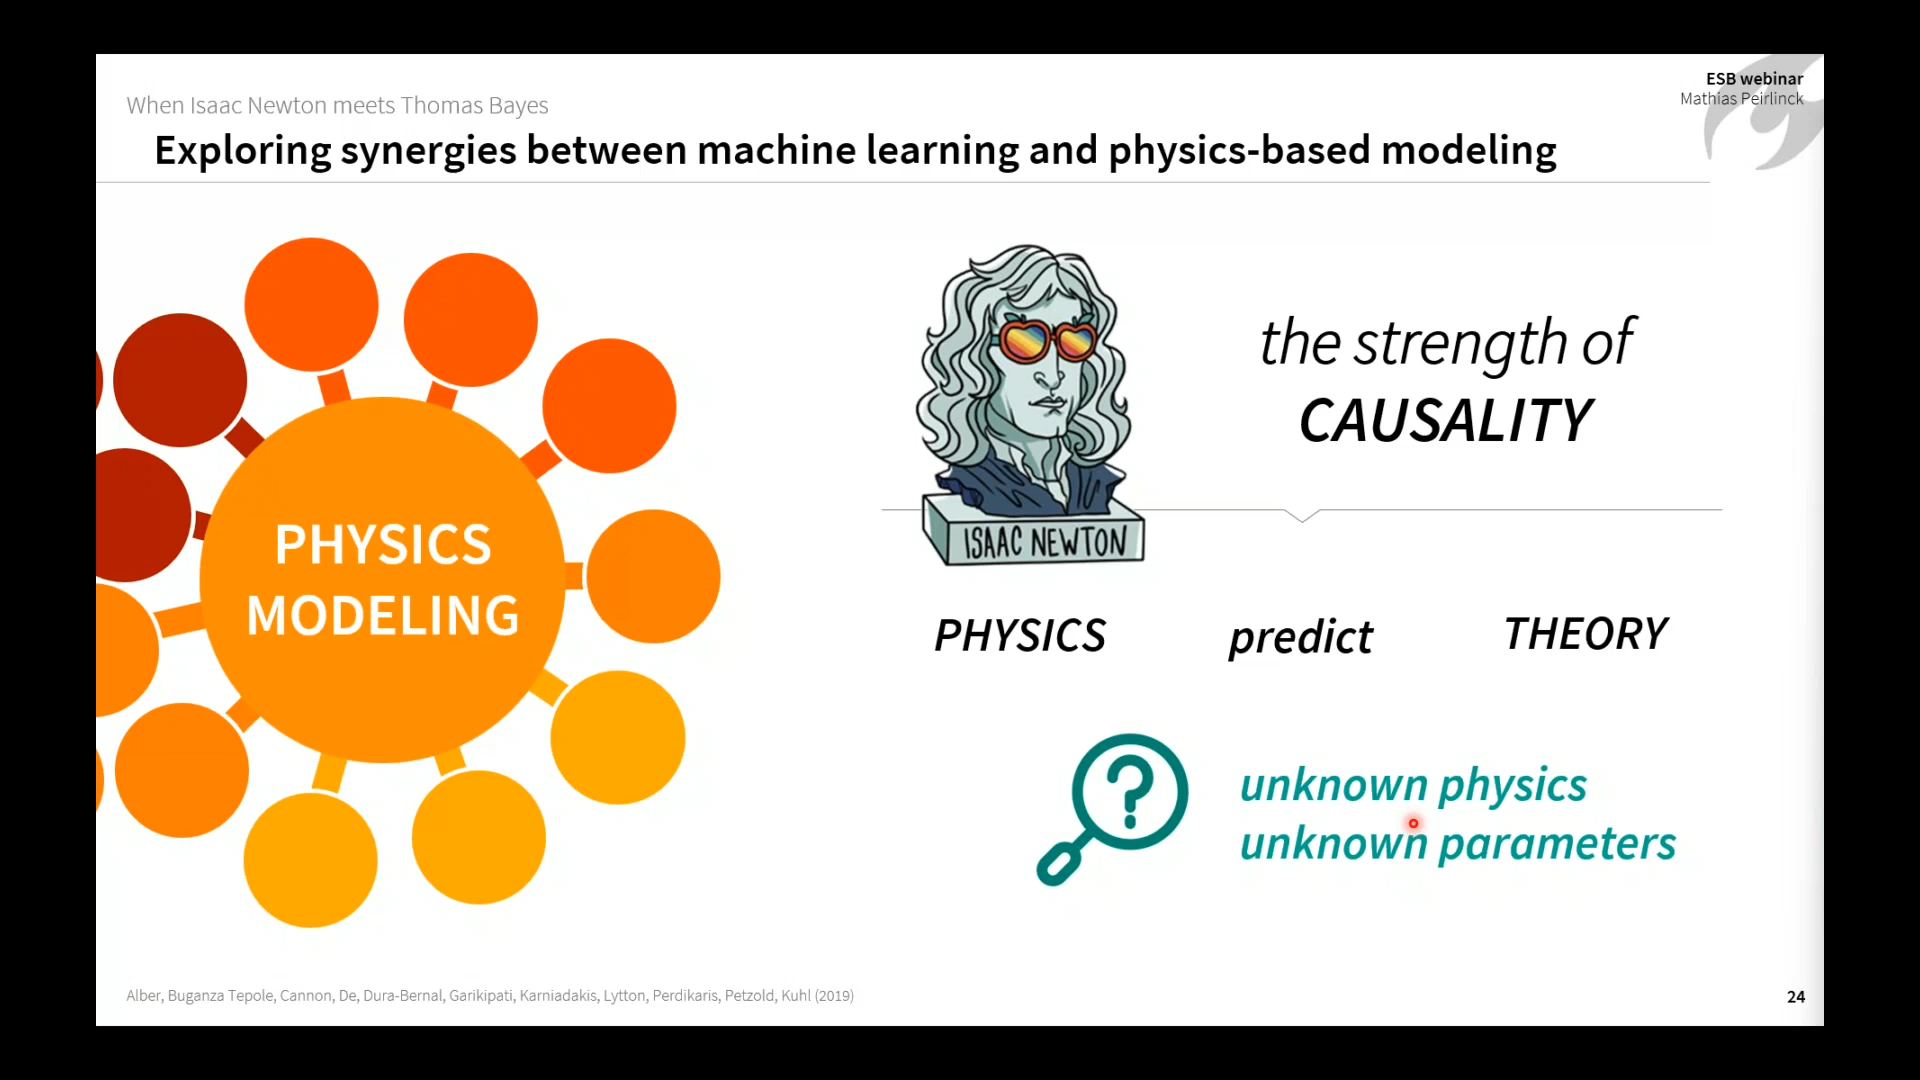 ESB webinar
Mathias Peirlinck
When Isaac Newton meets Thomas Bayes
Exploring synergies between machine learning and physics-based modeling
PHYSICS
MODELING
the strength of
CAUSALITY
ISAAC NEWTON
PHYSICS predict THEORY
?
unknown physics
unknown parameters
Alber, Buganza Tepole, Cannon, De, Dura-Bernal, Garikipati, Karniadakis, Lytton, Perdikaris, Petzold, Kuhl (2019)
24